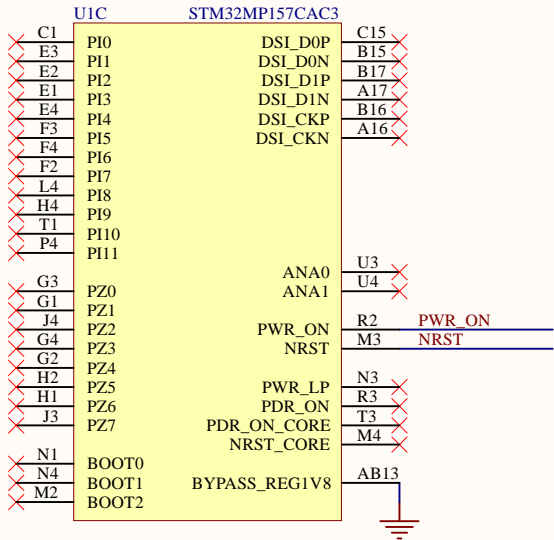 U1C STM32MP157CAC3
C1 PI0 DSI_D0P C15
E3 PI1 DSI_D0N B15
E2 PI2 DSI_D1P B17
E1 PI3 DSI_D1N A17
E4 PI4 DSI_CKP B16
F3 PI5 DSI_CKN A16
F4 PI6
F2 PI7
L4 PI8
H4 PI9
T1 PI10
P4 PI11
ANA0 U3
G3 PZ0 ANA1 U4
G1 PZ1
J4 PZ2 PWR_ON R2 PWR_ON
G4 PZ3 NRST M3 NRST
G2 PZ4
H2 PZ5 PWR_LP N3
H1 PZ6 PDR_ON R3
J3 PZ7 PDR_ON_CORE T3
NRST_CORE M4
N1 BOOT0
N4 BOOT1 BYPASS_REG1V8 AB13
M2 BOOT2